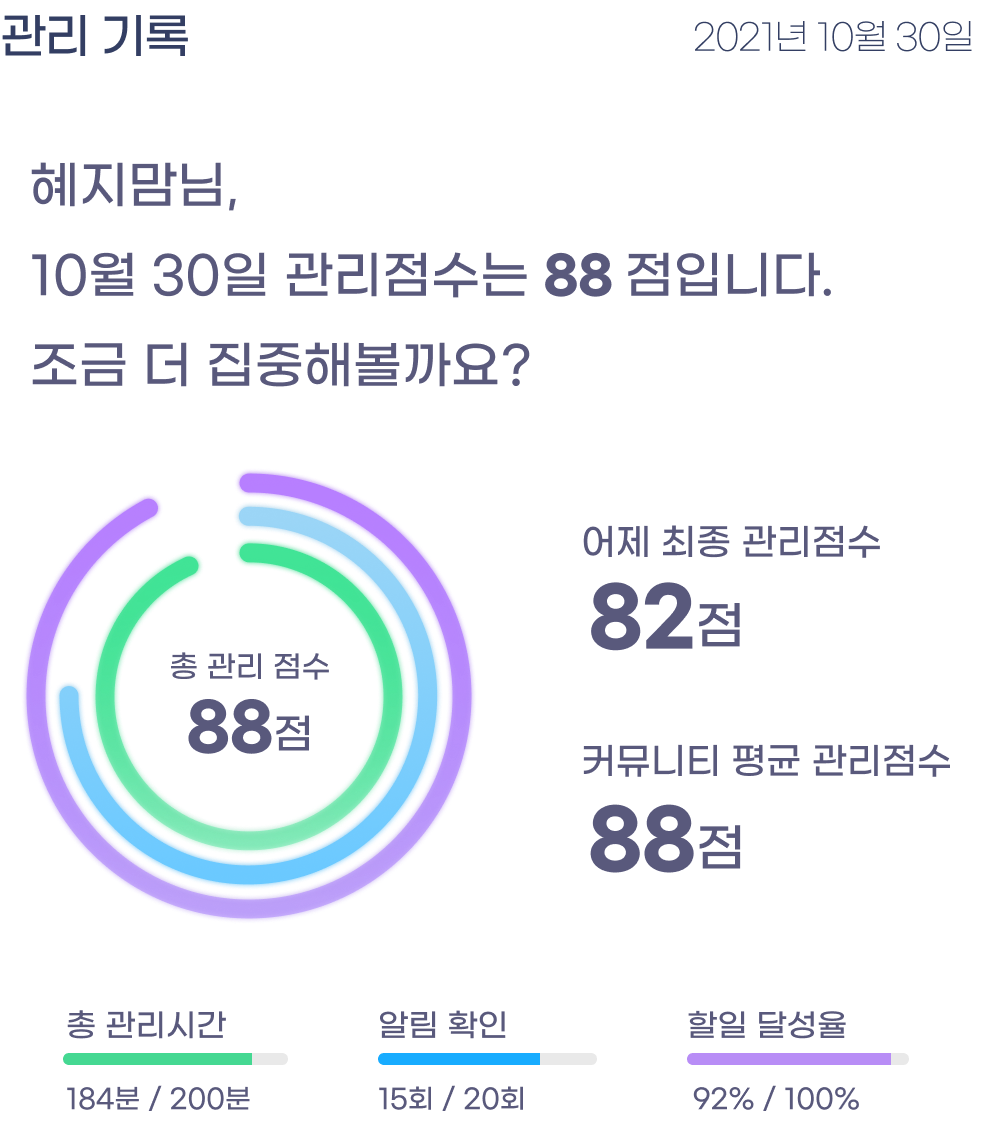 관리 기록
2021년 10월 30일
혜지맘님,
10월 30일 관리점수는 88 점입니다.
조금 더 집중해볼까요?
총 관리 점수
88점
어제 최종 관리점수
82점
커뮤니티 평균 관리점수
88점
총 관리시간
184분 / 200분
알림 확인
15회 / 20회
할일 달성율
92% / 100%